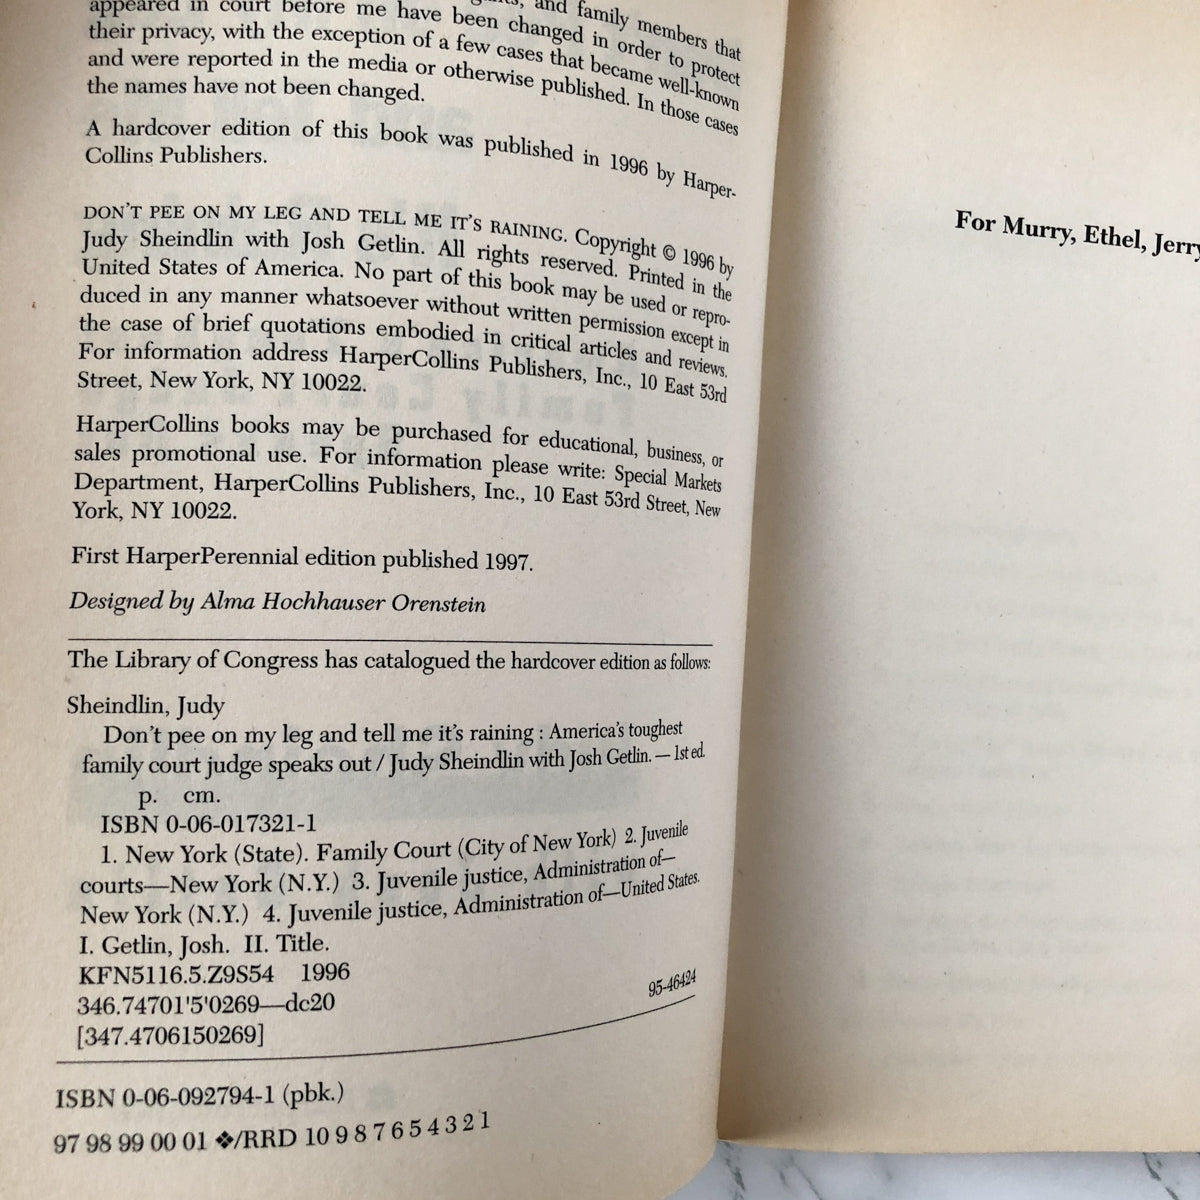 appeared in court before me have been changed in order to protect
and family members that
their privacy, with the exception of a few cases that became well-known
and were reported in the media or otherwise published. In those cases
the names have not been changed.
A hardcover edition of this book was published in 1996 by Harper-
Collins Publishers.
DON'T PEE ON MY LEG AND TELL ME IT'S RAINING. Copyright © 1996 by
Judy Sheindlin with Josh Getlin. All rights reserved. Printed in the
United States of America. No part of this book may be used or repro-
duced in any manner whatsoever without written permission except in
the case of brief quotations embodied in critical articles and reviews.
For information address HarperCollins Publishers, Inc., 10 East 53rd
Street, New York, NY 10022.
HarperCollins books may be purchased for educational, business, or
sales promotional use. For information please write: Special Markets
Department, HarperCollins Publishers, Inc., 10 East 53rd Street, New
York, NY 10022.
First HarperPerennial edition published 1997.
Designed by Alma Hochhauser Orenstein
The Library of Congress has catalogued the hardcover edition as follows:
Sheindlin, Judy
Don't pee on my leg and tell me it's raining : America's toughest
family court judge speaks out / Judy Sheindlin with Josh Getlin. — 1st ed.
p. cm.
ISBN 0-06-017321-1
1. New York (State). Family Court (City of New York) 2. Juvenile
courts—New York (N.Y.) 3. Juvenile justice, Administration of—
New York (N.Y.) 4. Juvenile justice, Administration of—United States.
I. Getlin, Josh. II. Title.
KFN5116.5.Z9S54 1996
346.74701'5'0269—dc20
[347.4706150269]
95-46424
ISBN 0-06-092794-1 (pbk.)
97 98 99 00 01 ❖/RRD 10 9 8 7 6 5 4 3 2 1
For Murry, Ethel, Jerry